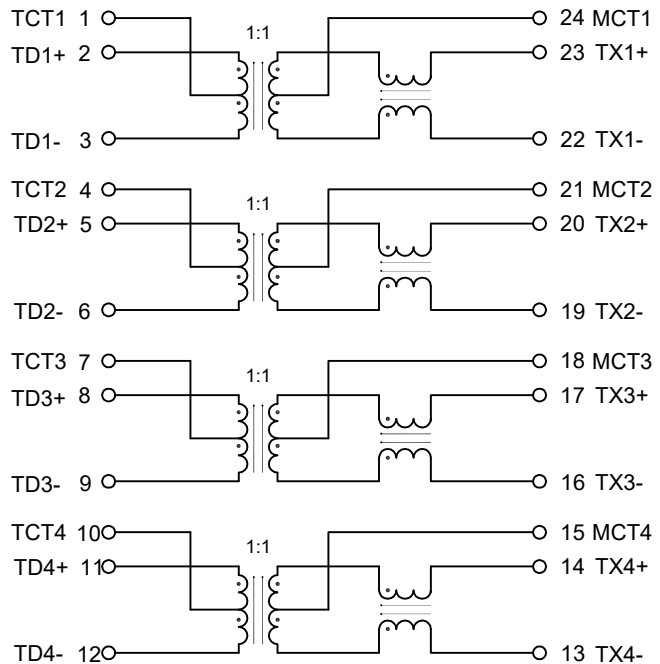 TCT1 1 24 MCT1
1:1
TD1+ 2 23 TX1+
TD1- 3 22 TX1-
TCT2 4 21 MCT2
1:1
TD2+ 5 20 TX2+
TD2- 6 19 TX2-
TCT3 7 18 MCT3
1:1
TD3+ 8 17 TX3+
TD3- 9 16 TX3-
TCT4 10 15 MCT4
1:1
TD4+ 11 14 TX4+
TD4- 12 13 TX4-